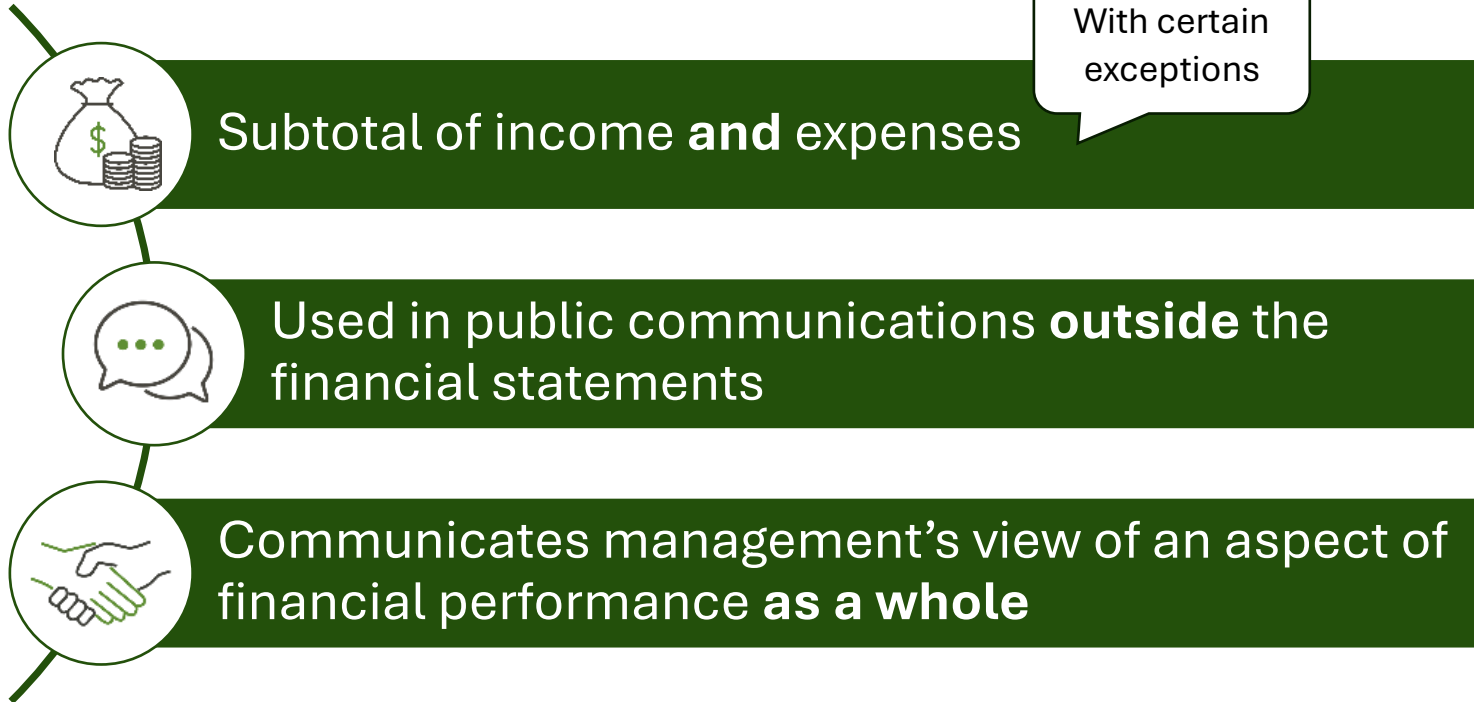 With certain
exceptions
Subtotal of income and expenses
Used in public communications outside the
financial statements
Communicates management’s view of an aspect of
financial performance as a whole
$